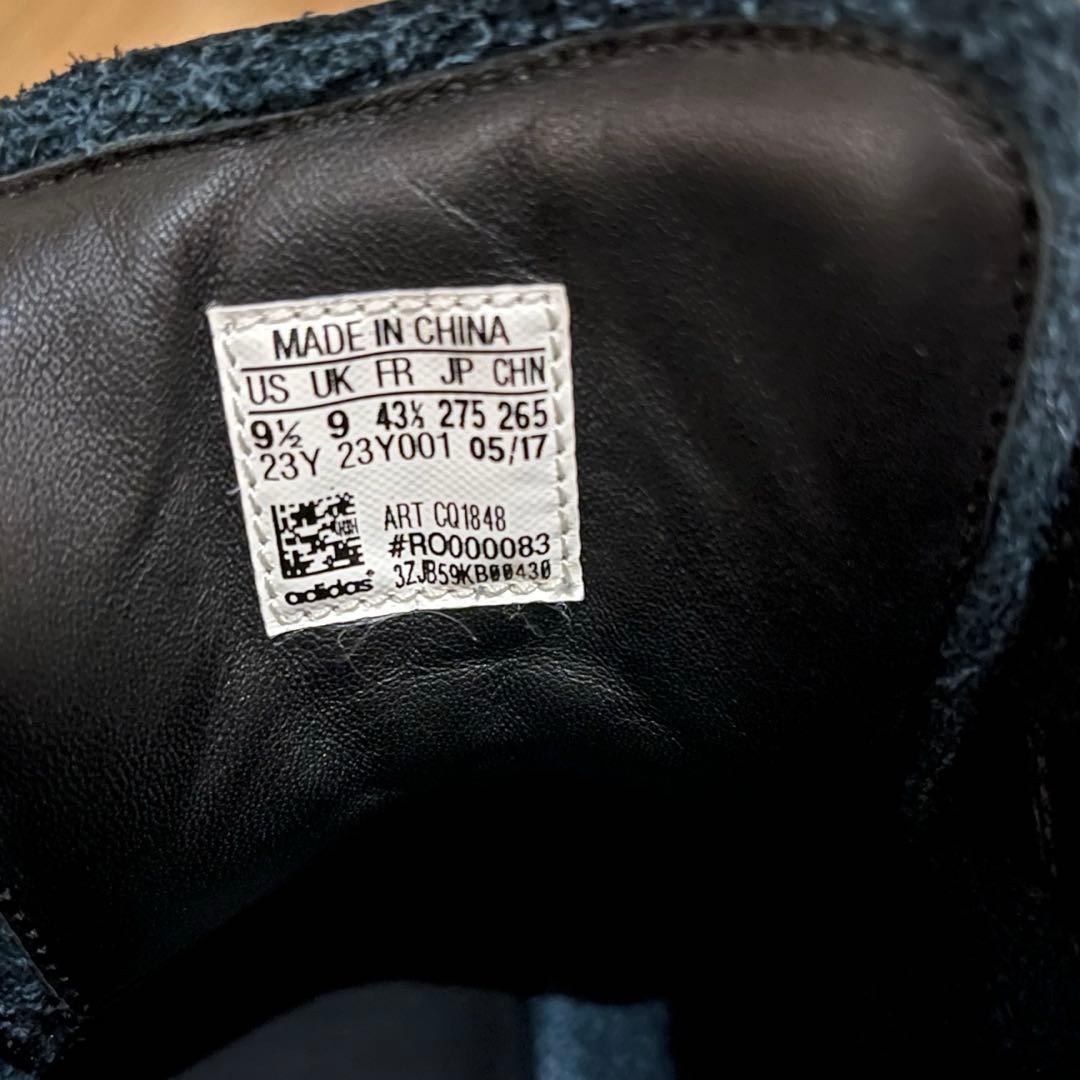 MADE IN CHINA
US UK FR JP CHN
9½ 9 43⅓ 275 265
23Y 23Y001 05/17
ART CQ1848
#RO000083
3ZJB59KB00430
adidas